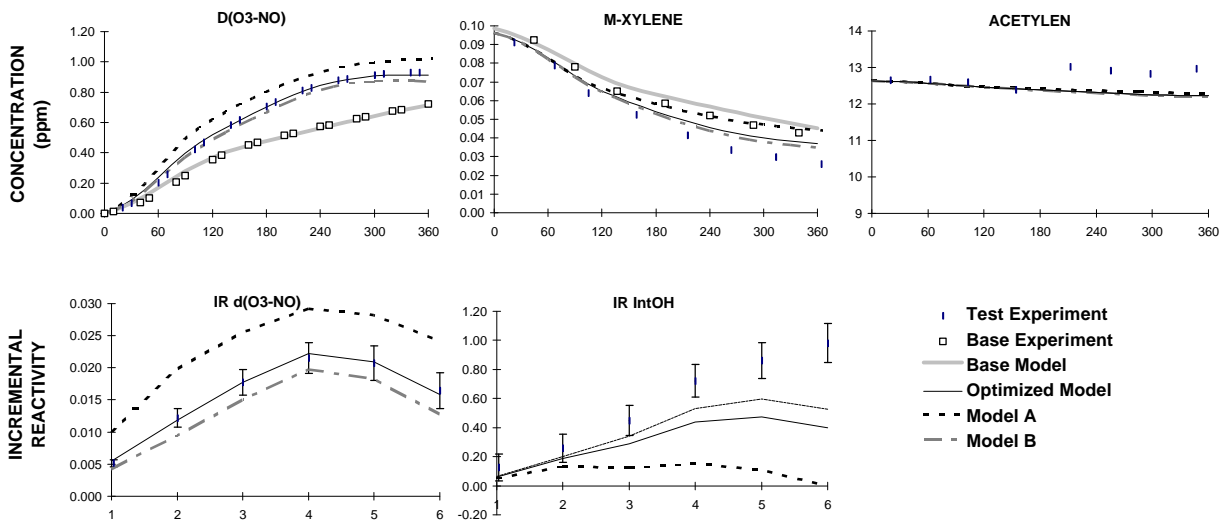 D(O3-NO)
M-XYLENE
ACETYLEN
CONCENTRATION
(ppm)
1.20
1.00
0.80
0.60
0.40
0.20
0.00
0 60 120 180 240 300 360
0.10
0.09
0.08
0.07
0.06
0.05
0.04
0.03
0.02
0.01
0.00
0 60 120 180 240 300 360
14
13
12
11
10
9
0 60 120 180 240 300 360
IR d(O3-NO)
IR IntOH
INCREMENTAL
REACTIVITY
0.030
0.025
0.020
0.015
0.010
0.005
0.000
1 2 3 4 5 6
1.20
1.00
0.80
0.60
0.40
0.20
0.00
-0.20
1 2 3 4 5 6
Test Experiment
Base Experiment
Base Model
Optimized Model
Model A
Model B